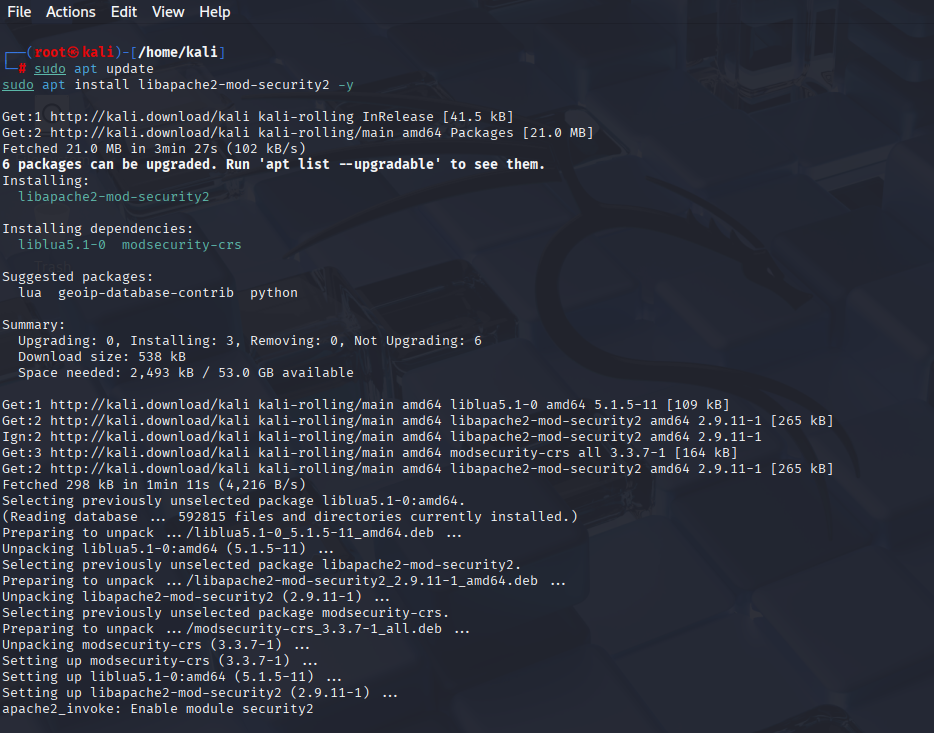 File Actions Edit View Help
┌──(root㉿kali)-[/home/kali]
└─# sudo apt update
sudo apt install libapache2-mod-security2 -y
Get:1 http://kali.download/kali kali-rolling InRelease [41.5 kB]
Get:2 http://kali.download/kali kali-rolling/main amd64 Packages [21.0 MB]
Fetched 21.0 MB in 3min 27s (102 kB/s)
6 packages can be upgraded. Run 'apt list --upgradable' to see them.
Installing:
  libapache2-mod-security2
Installing dependencies:
  liblua5.1-0  modsecurity-crs
Suggested packages:
  lua  geoip-database-contrib  python
Summary:
  Upgrading: 0, Installing: 3, Removing: 0, Not Upgrading: 6
  Download size: 538 kB
  Space needed: 2,493 kB / 53.0 GB available
Get:1 http://kali.download/kali kali-rolling/main amd64 liblua5.1-0 amd64 5.1.5-11 [109 kB]
Get:2 http://kali.download/kali kali-rolling/main amd64 libapache2-mod-security2 amd64 2.9.11-1 [265 kB]
Ign:2 http://kali.download/kali kali-rolling/main amd64 libapache2-mod-security2 amd64 2.9.11-1
Get:3 http://kali.download/kali kali-rolling/main amd64 modsecurity-crs all 3.3.7-1 [164 kB]
Get:2 http://kali.download/kali kali-rolling/main amd64 libapache2-mod-security2 amd64 2.9.11-1 [265 kB]
Fetched 298 kB in 1min 11s (4,216 B/s)
Selecting previously unselected package liblua5.1-0:amd64.
(Reading database ... 592815 files and directories currently installed.)
Preparing to unpack .../liblua5.1-0_5.1.5-11_amd64.deb ...
Unpacking liblua5.1-0:amd64 (5.1.5-11) ...
Selecting previously unselected package libapache2-mod-security2.
Preparing to unpack .../libapache2-mod-security2_2.9.11-1_amd64.deb ...
Unpacking libapache2-mod-security2 (2.9.11-1) ...
Selecting previously unselected package modsecurity-crs.
Preparing to unpack .../modsecurity-crs_3.3.7-1_all.deb ...
Unpacking modsecurity-crs (3.3.7-1) ...
Setting up modsecurity-crs (3.3.7-1) ...
Setting up liblua5.1-0:amd64 (5.1.5-11) ...
Setting up libapache2-mod-security2 (2.9.11-1) ...
apache2_invoke: Enable module security2